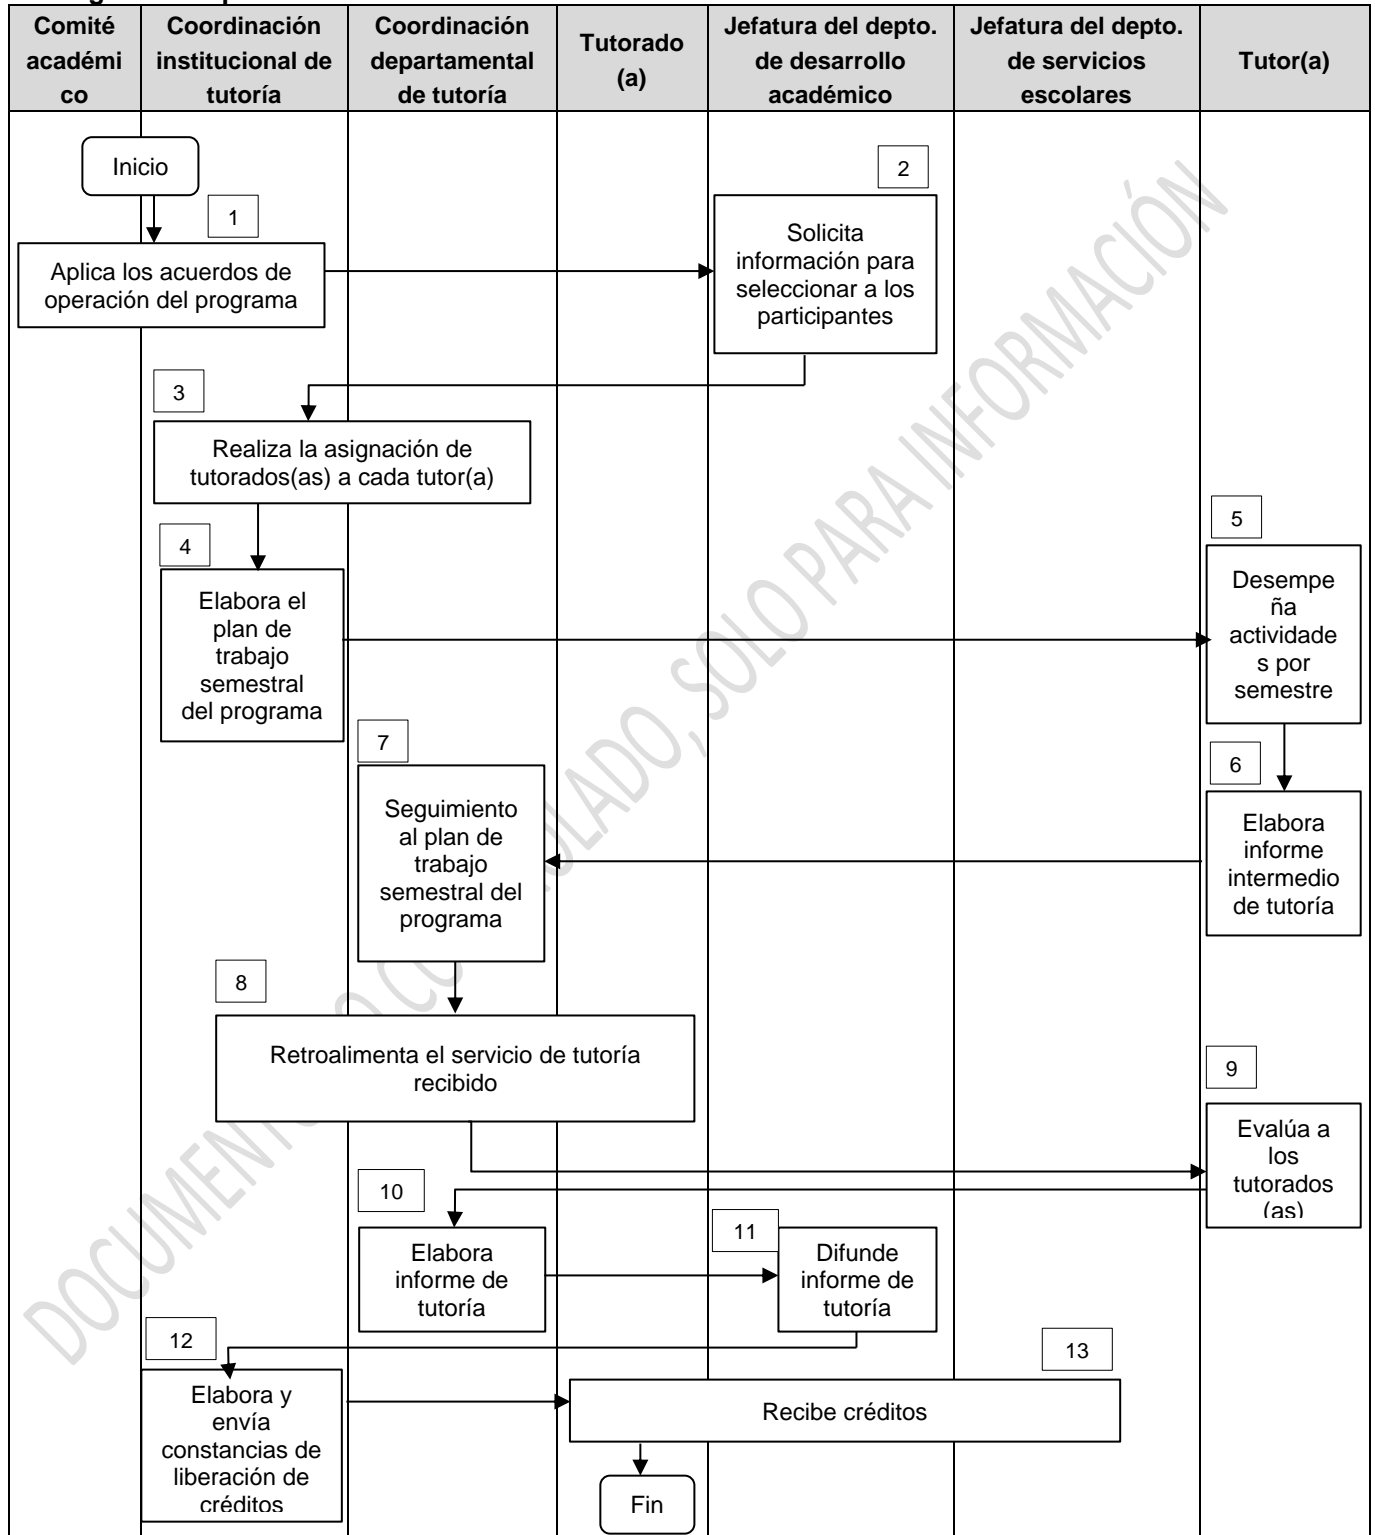 Comité
académi
co
Coordinación
institucional de
tutoría
Coordinación
departamental
de tutoría
Tutorado
(a)
Jefatura del depto.
de desarrollo
académico
Jefatura del depto.
de servicios
escolares
Tutor(a)
Inicio
1
Aplica los acuerdos de
operación del programa
2
Solicita
información para
seleccionar a los
participantes
3
Realiza la asignación de
tutorados(as) a cada tutor(a)
4
Elabora el
plan de
trabajo
semestral
del programa
5
Desempe
ña
actividade
s por
semestre
6
Elabora
informe
intermedio
de tutoría
7
Seguimiento
al plan de
trabajo
semestral del
programa
8
Retroalimenta el servicio de tutoría
recibido
9
Evalúa a
los
tutorados
(as)
10
Elabora
informe de
tutoría
11
Difunde
informe de
tutoría
12
Elabora y
envía
constancias de
liberación de
créditos
13
Recibe créditos
Fin
DOCUMENTO CO LADO, SOLO PARA INFORMACIÓN